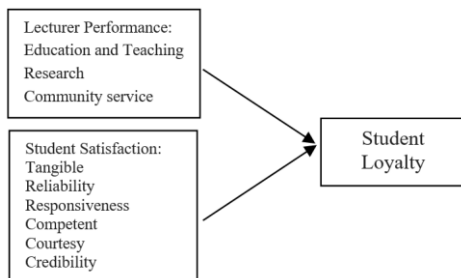 Lecturer Performance:
Education and Teaching
Research
Community service
Student Satisfaction:
Tangible
Reliability
Responsiveness
Competent
Courtesy
Credibility
Student
Loyalty